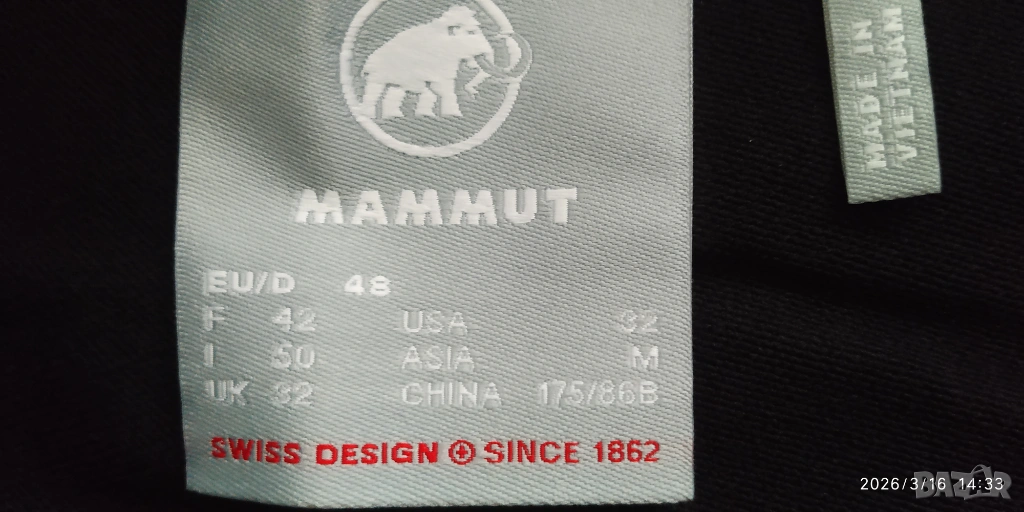 MAMMUT
EU/D 48
F 42 USA 32
I 50 ASIA M
UK 32 CHINA 175/86B
SWISS DESIGN SINCE 1862
MADE IN
VIETNAM
2026/3/16 14:33
BAZAR